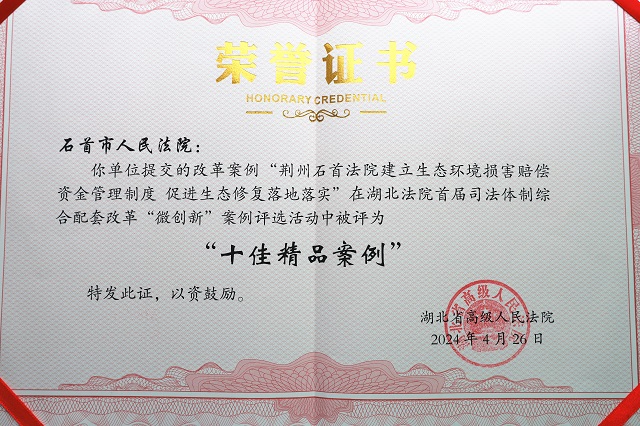 荣誉证书
HONORARY CREDENTIAL
石首市人民法院：
你单位提交的改革案例“荆州石首法院建立生态环境损害赔偿
资金管理制度 促进生态修复落地落实”在湖北法院首届司法体制综
合配套改革“微创新”案例评选活动中被评为
“十佳精品案例”
特发此证，以资鼓励。
湖北省高级人民法院
2024年4月26日